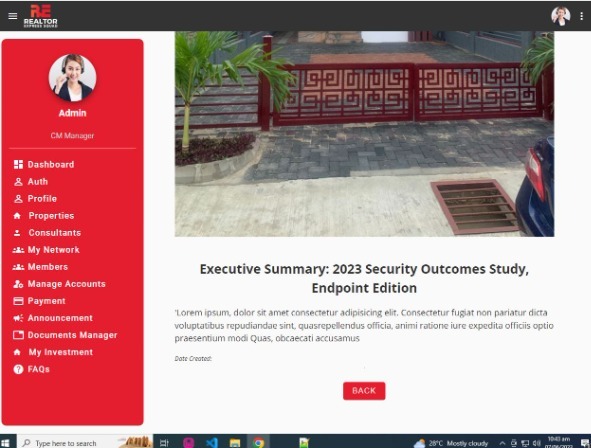 RE
REALTOR
EXPRESS SQUAD
Admin
CM Manager
Dashboard
Auth
Profile
Properties
Consultants
My Network
Members
Manage Accounts
Payment
Announcement
Documents Manager
My Investment
FAQs
Executive Summary: 2023 Security Outcomes Study,
Endpoint Edition
'Lorem ipsum, dolor sit amet consectetur adipisicing elit. Consectetur fugiat non pariatur dicta
voluptatibus repudiandae sint, quasrepellendus officia, animi ratione iure expedita officiis optio
praesentium modi Quas, obcaecati accusamus
Date Created:
BACK
Type here to search
28°C Mostly cloudy
10:41 am